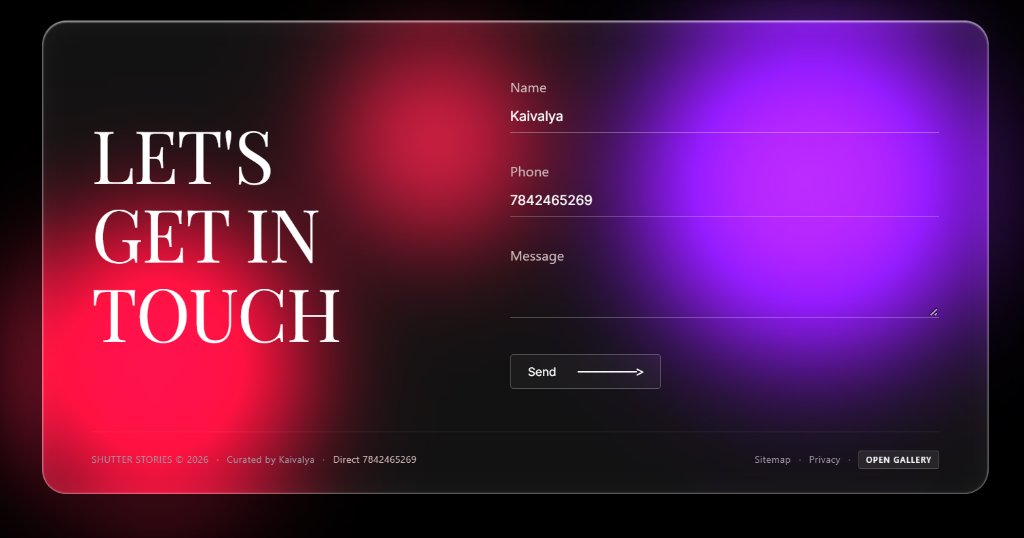 LET'S
GET IN
TOUCH
Name
Kaivalya
Phone
7842465269
Message
Send
SHUTTER STORIES © 2026 · Curated by Kaivalya · Direct 7842465269
Sitemap · Privacy · OPEN GALLERY